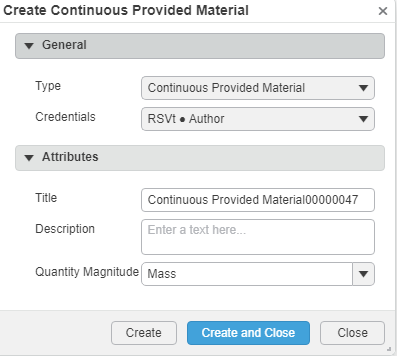 Create Continuous Provided Material
General
Type Continuous Provided Material
Credentials RSVt ● Author
Attributes
Title Continuous Provided Material00000047
Description Enter a text here...
Quantity Magnitude Mass
Create Create and Close Close